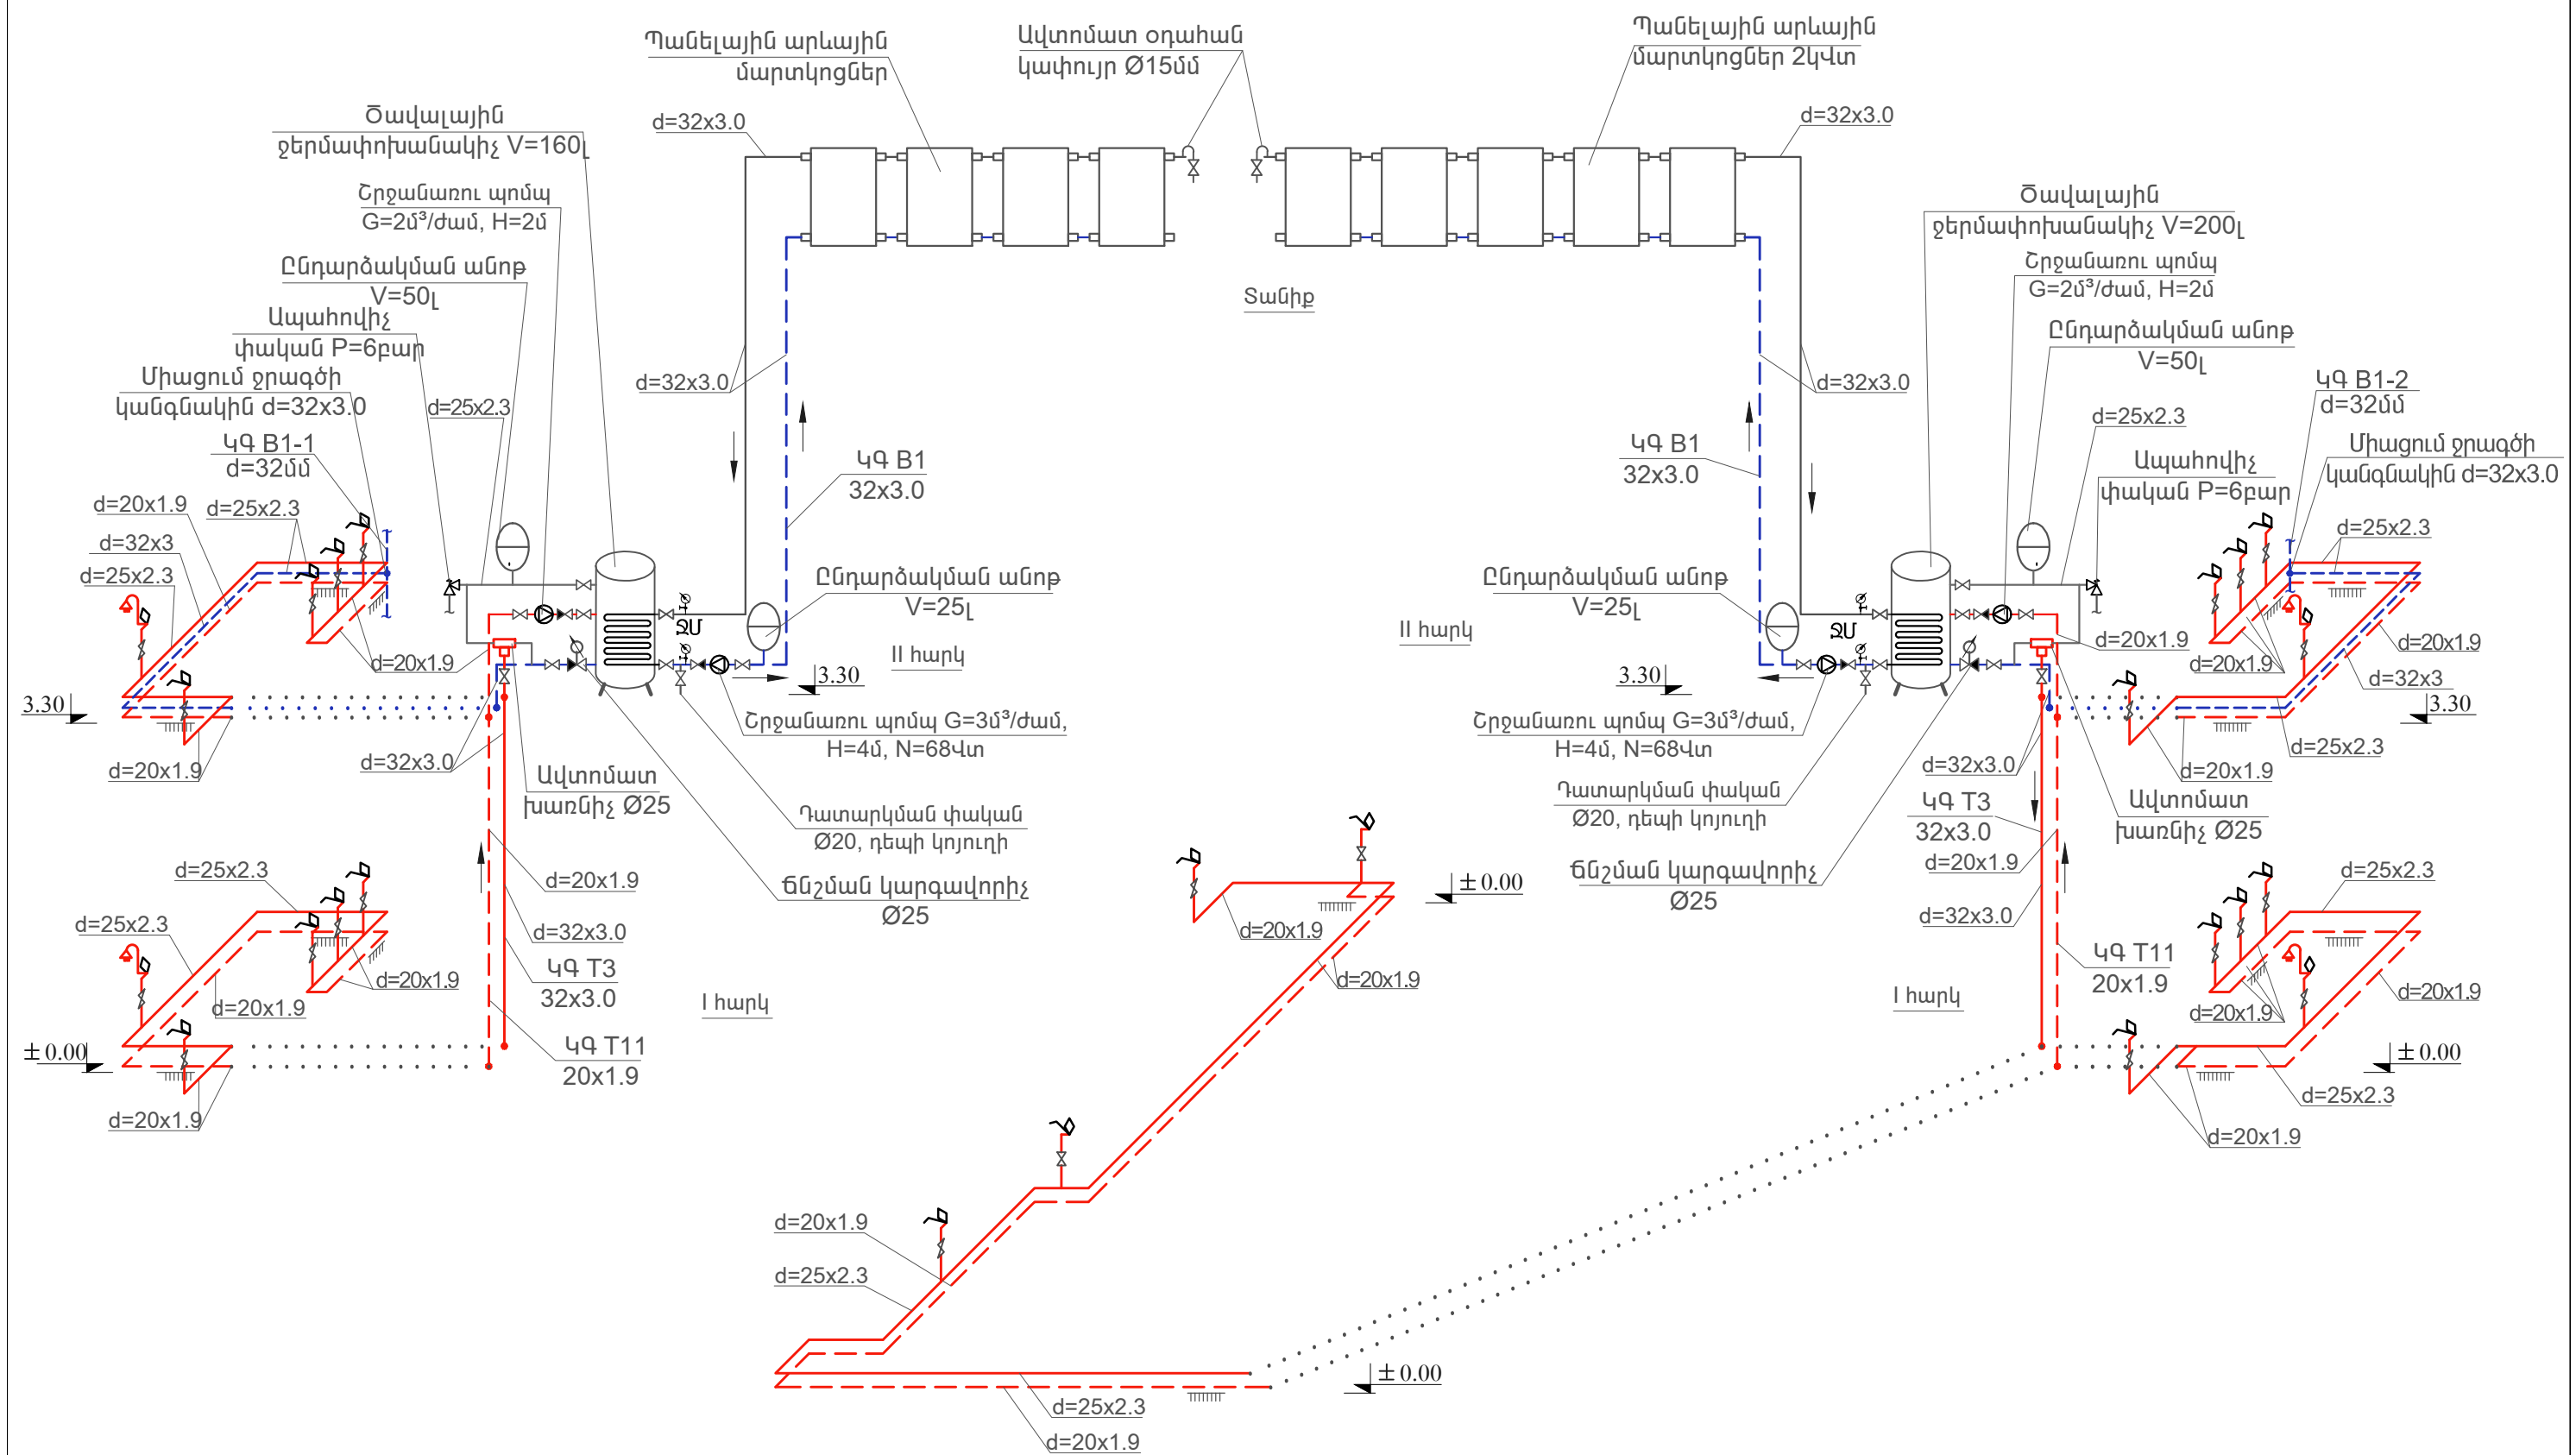 Պանելային արևային
մարտկոցներ
Ավտոմատ օդահան
կափույր Ø15մմ
Պանելային արևային
մարտկոցներ 2կՎտ
Ծավալային
ջերմափոխանակիչ V=160լ
d=32x3.0
d=32x3.0
Շրջանառու պոմպ
G=2մ³/ժամ, H=2մ
Ծավալային
ջերմափոխանակիչ V=200լ
Ընդարձակման անոթ
V=50լ
Շրջանառու պոմպ
G=2մ³/ժամ, H=2մ
Տանիք
Ապահովիչ
փական P=6բար
Ընդարձակման անոթ
V=50լ
Միացում ջրագծի
կանգնակին d=32x3.0
d=25x2.3
d=32x3.0
d=32x3.0
ԿԳ B1-2
d=32մմ
d=25x2.3
ԿԳ B1-1
d=32մմ
ԿԳ B1
32x3.0
ԿԳ B1
32x3.0
Ապահովիչ
փական P=6բար
Միացում ջրագծի
կանգնակին d=32x3.0
d=20x1.9
d=25x2.3
d=32x3
d=25x2.3
d=25x2.3
Ընդարձակման անոթ
V=25լ
Ընդարձակման անոթ
V=25լ
ՋՄ
ՋՄ
II հարկ
II հարկ
d=20x1.9
d=20x1.9
d=20x1.9
d=20x1.9
d=32x3
3.30
3.30
3.30
3.30
Շրջանառու պոմպ G=3մ³/ժամ,
H=4մ, N=68Վտ
Շրջանառու պոմպ G=3մ³/ժամ,
H=4մ, N=68Վտ
d=25x2.3
d=20x1.9
d=32x3.0
Ավտոմատ
խառնիչ Ø25
d=32x3.0
d=20x1.9
Դատարկման փական
Ø20, դեպի կոյուղի
Դատարկման փական
Ø20, դեպի կոյուղի
ԿԳ T3
32x3.0
Ավտոմատ
խառնիչ Ø25
d=25x2.3
d=20x1.9
Ճնշման կարգավորիչ
Ø25
±0.00
Ճնշման կարգավորիչ
Ø25
d=20x1.9
d=25x2.3
d=25x2.3
d=32x3.0
d=20x1.9
d=32x3.0
ԿԳ T3
32x3.0
d=20x1.9
d=20x1.9
d=20x1.9
ԿԳ T11
20x1.9
d=20x1.9
d=20x1.9
I հարկ
I հարկ
±0.00
ԿԳ T11
20x1.9
±0.00
d=20x1.9
d=25x2.3
d=20x1.9
d=20x1.9
d=25x2.3
±0.00
d=25x2.3
d=20x1.9